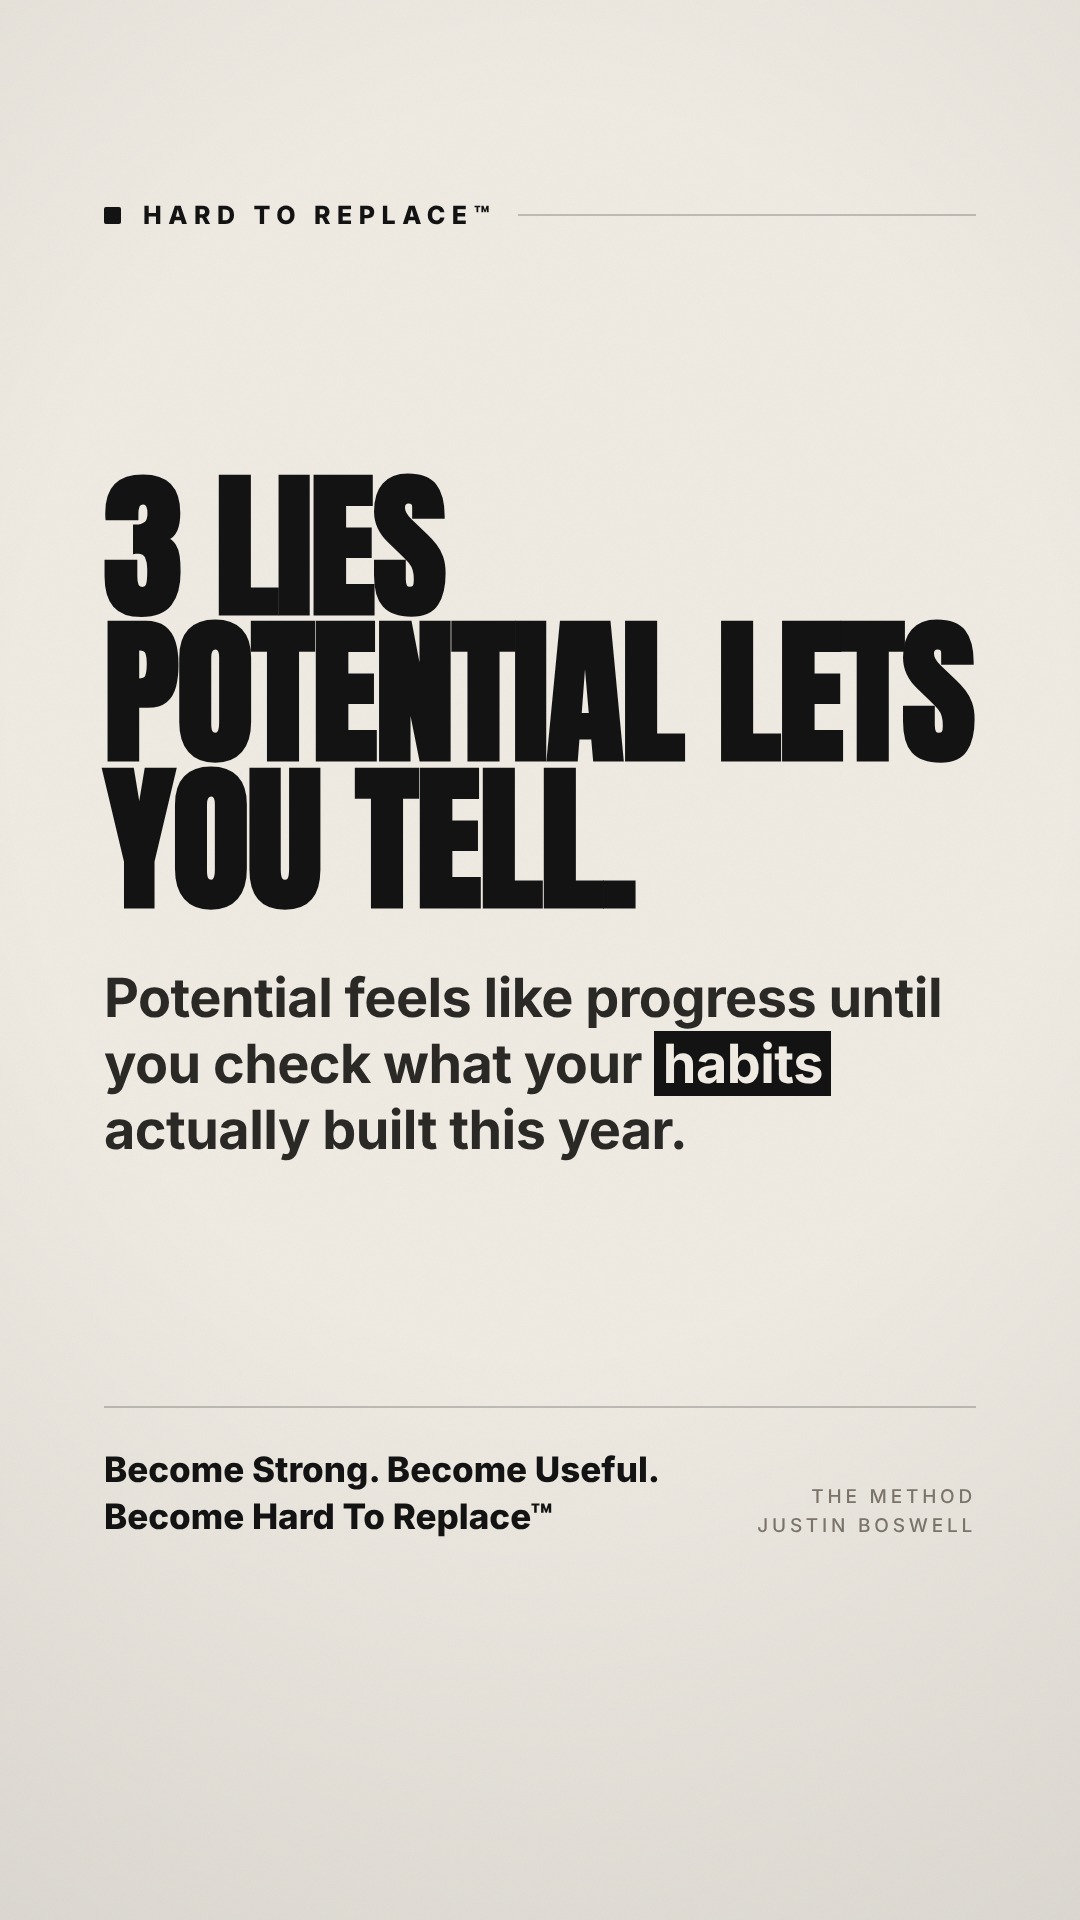 HARD TO REPLACE™
3 LIES
POTENTIAL LETS
YOU TELL.
Potential feels like progress until
you check what your habits
actually built this year.
Become Strong. Become Useful.
Become Hard To Replace™
THE METHOD
JUSTIN BOSWELL